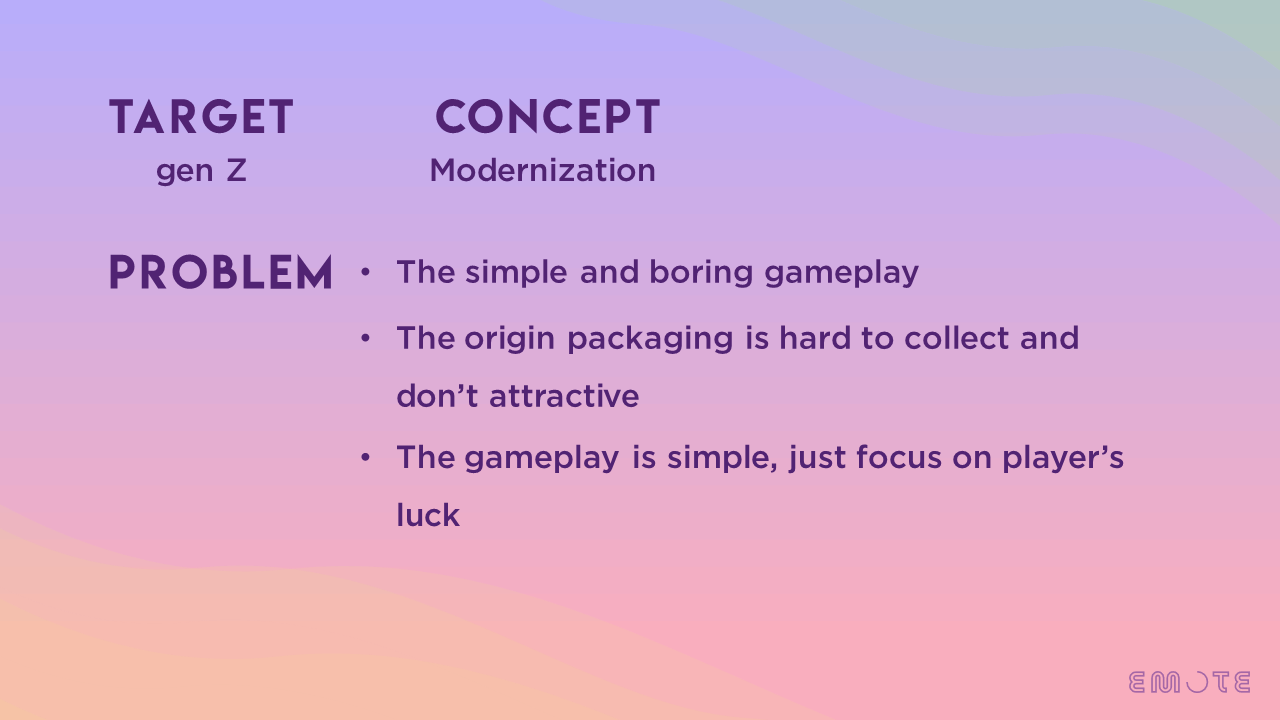 TARGET
gen Z
CONCEPT
Modernization
PROBLEM
• The simple and boring gameplay
• The origin packaging is hard to collect and
don’t attractive
• The gameplay is simple, just focus on player’s
luck
EMOTE